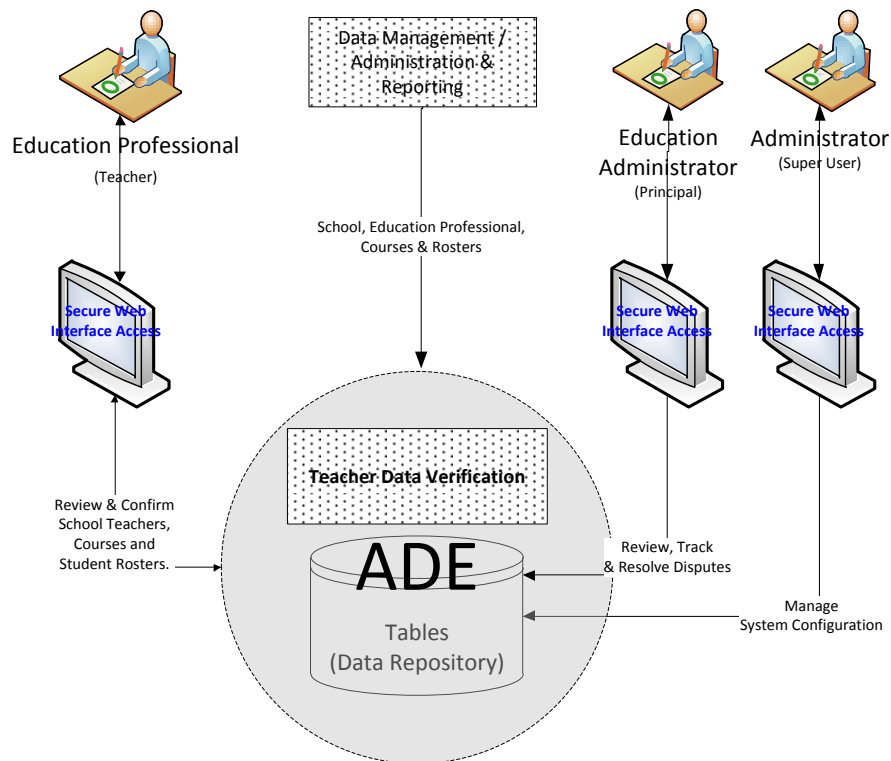 Data Management /
Administration &
Reporting
Education Professional
(Teacher)
Education
Administrator
(Principal)
Administrator
(Super User)
School, Education Professional,
Courses & Rosters
Secure Web
Interface Access
Secure Web
Interface Access
Secure Web
Interface Access
Teacher Data Verification
Review & Confirm
School Teachers,
Courses and
Student Rosters.
ADE
Tables
(Data Repository)
Review, Track
& Resolve Disputes
Manage
System Configuration